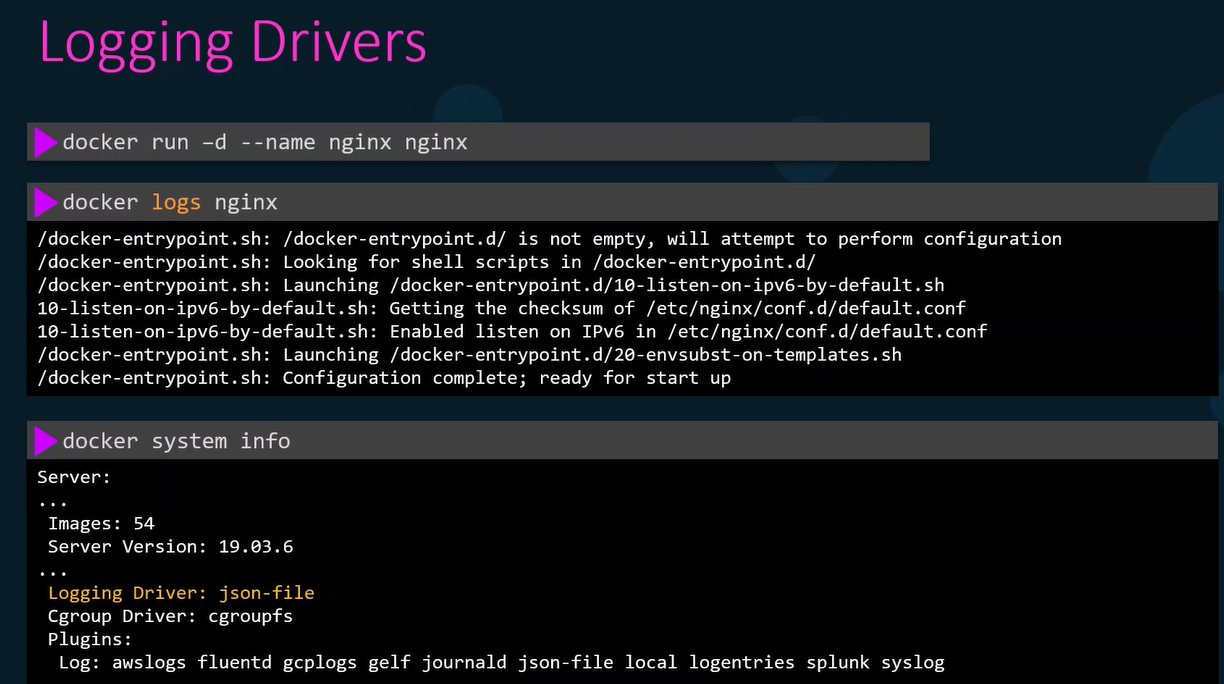 Logging Drivers
docker run –d --name nginx nginx
docker logs nginx
/docker-entrypoint.sh: /docker-entrypoint.d/ is not empty, will attempt to perform configuration
/docker-entrypoint.sh: Looking for shell scripts in /docker-entrypoint.d/
/docker-entrypoint.sh: Launching /docker-entrypoint.d/10-listen-on-ipv6-by-default.sh
10-listen-on-ipv6-by-default.sh: Getting the checksum of /etc/nginx/conf.d/default.conf
10-listen-on-ipv6-by-default.sh: Enabled listen on IPv6 in /etc/nginx/conf.d/default.conf
/docker-entrypoint.sh: Launching /docker-entrypoint.d/20-envsubst-on-templates.sh
/docker-entrypoint.sh: Configuration complete; ready for start up
docker system info
Server:
...
Images: 54
Server Version: 19.03.6
...
Logging Driver: json-file
Cgroup Driver: cgroupfs
Plugins:
Log: awslogs fluentd gcplogs gelf journald json-file local logentries splunk syslog